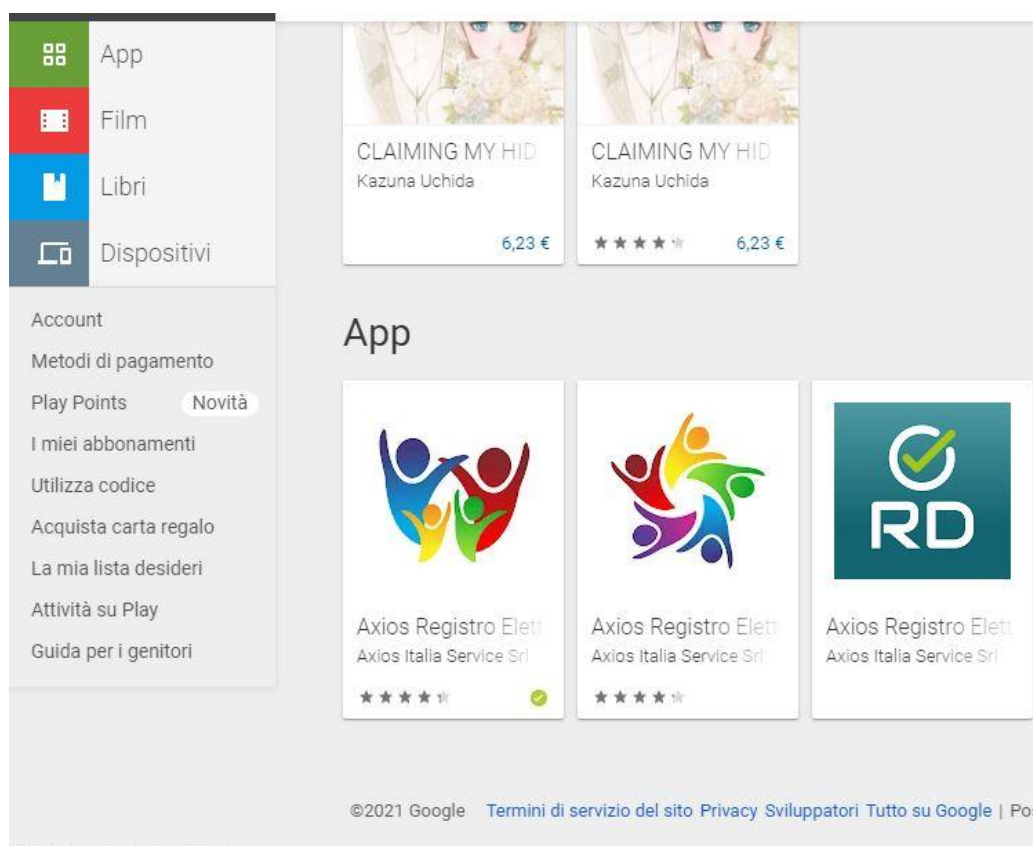 App
Film
Libri
Dispositivi
Account
Metodi di pagamento
Play Points Novità
I miei abbonamenti
Utilizza codice
Acquista carta regalo
La mia lista desideri
Attività su Play
Guida per i genitori
CLAIMING MY HID
Kazuna Uchida
6,23 €
CLAIMING MY HID
Kazuna Uchida
6,23 €
App
Axios Registro Elett
Axios Italia Service Srl
Axios Registro Elett
Axios Italia Service Srl
RD
Axios Registro Elett
Axios Italia Service Srl
©2021 Google Termini di servizio del sito Privacy Sviluppatori Tutto su Google | Po